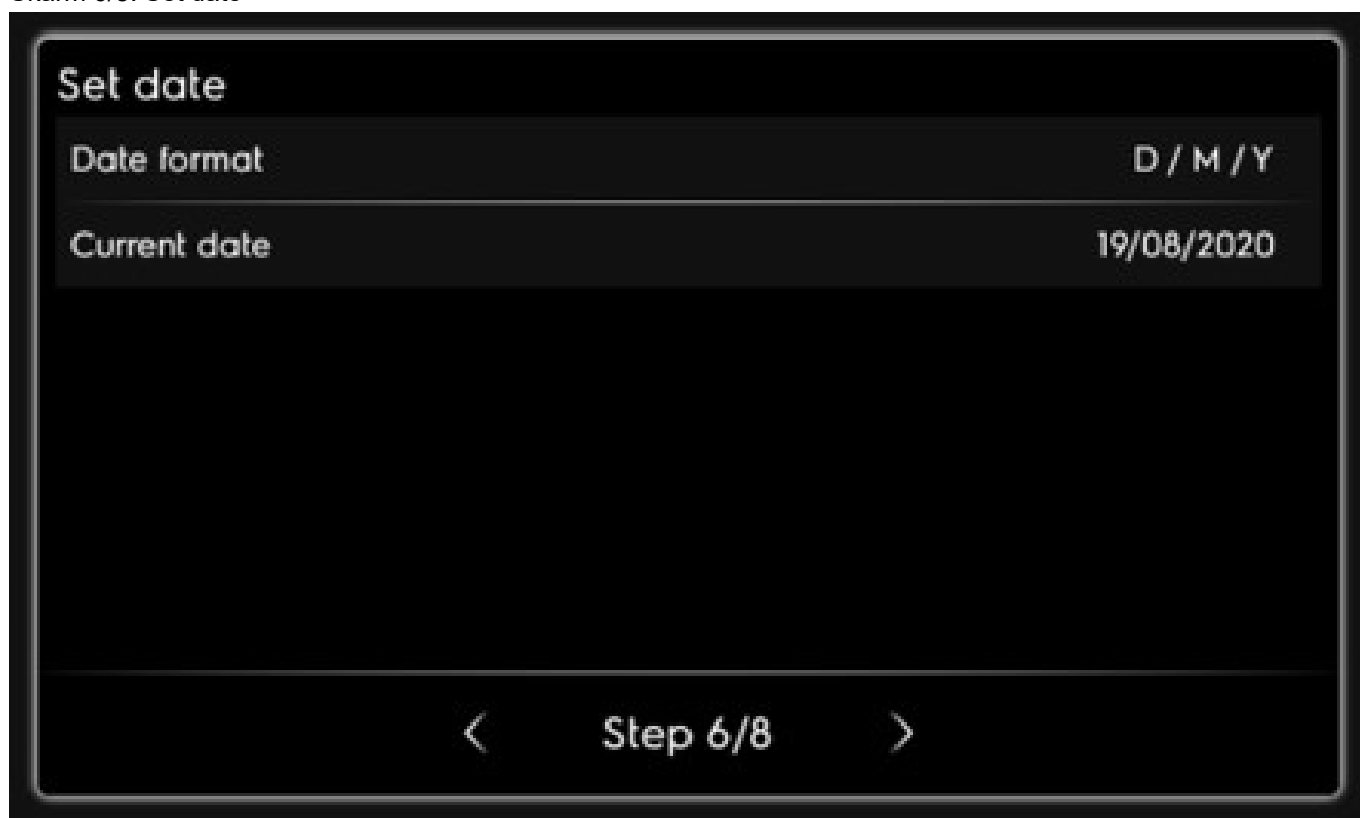 Set date
Date format D / M / Y
Current date 19/08/2020
< Step 6/8 >